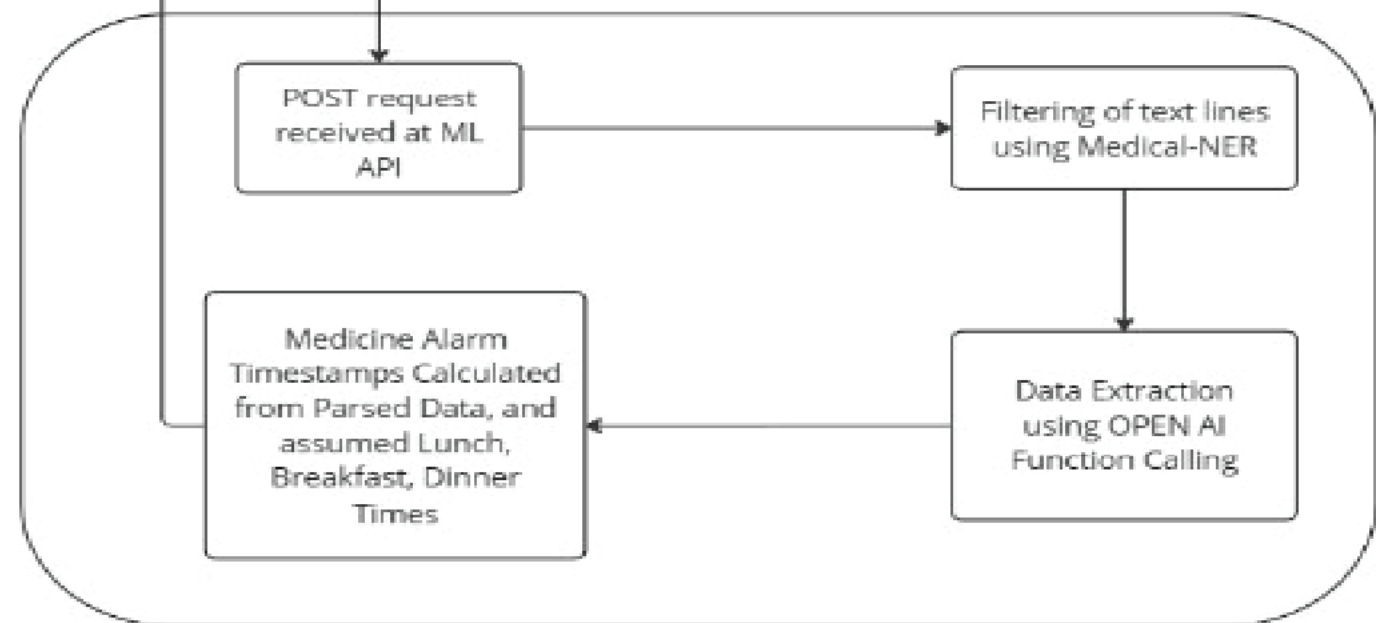 POST request
received at ML
API
Filtering of text lines
using Medical-NER
Medicine Alarm
Timestamps Calculated
from Parsed Data, and
assumed Lunch,
Breakfast, Dinner
Times
Data Extraction
using OPEN AI
Function Calling